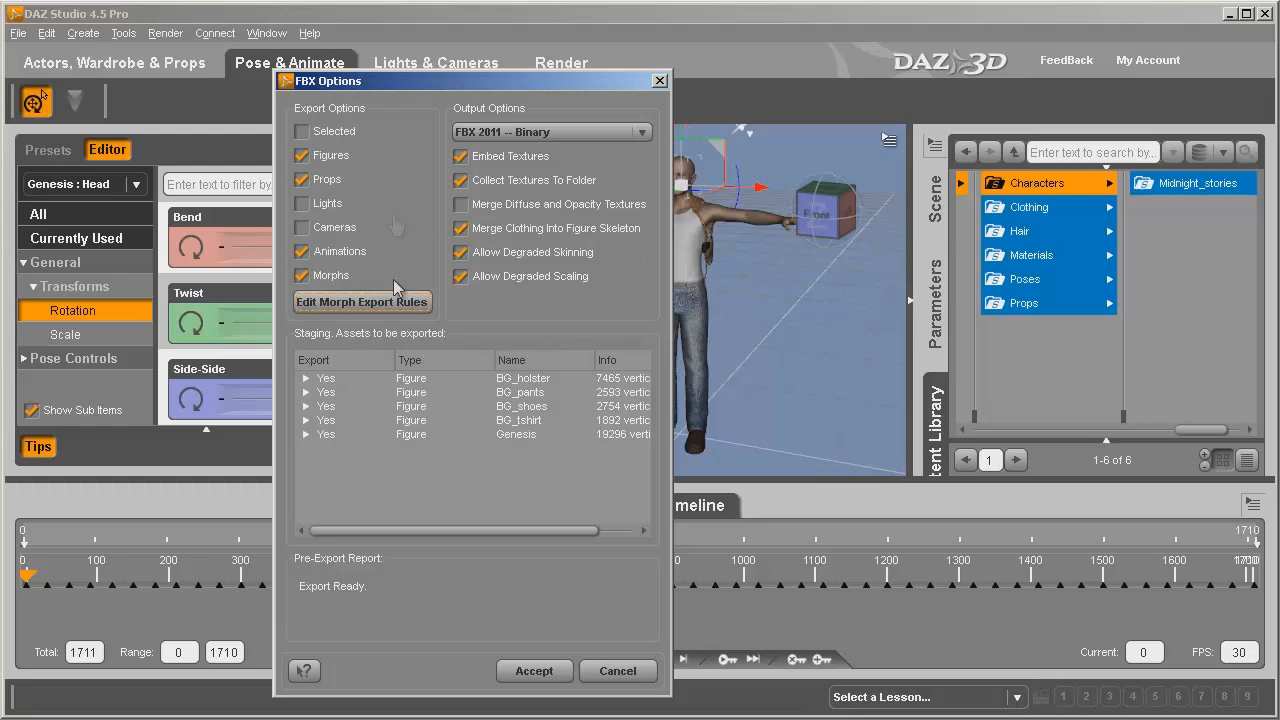 DAZ Studio 4.5 Pro
File Edit Create Tools Render Connect Window Help
Actors, Wardrobe & Props Pose & Animate Lights & Cameras Render
DAZ 3D FeedBack My Account
FBX Options
Export Options
Selected
Figures
Props
Lights
Cameras
Animations
Morphs
Edit Morph Export Rules
Output Options
FBX 2011 -- Binary
Embed Textures
Collect Textures To Folder
Merge Diffuse and Opacity Textures
Merge Clothing Into Figure Skeleton
Allow Degraded Skinning
Allow Degraded Scaling
Staging. Assets to be exported:
Export Type Name Info
Yes Figure BG_holster 7465 vertic
Yes Figure BG_pants 2593 vertic
Yes Figure BG_shoes 2754 vertic
Yes Figure BG_tshirt 1892 vertic
Yes Figure Genesis 19296 verti
Pre-Export Report:
Export Ready.
Accept Cancel
Presets Editor
Genesis : Head
Enter text to filter by
All
Currently Used
General
Transforms
Rotation
Scale
Pose Controls
Show Sub Items
Tips
Bend
Twist
Side-Side
Front
Scene
Parameters
tent Library
Enter text to search by...
Characters
Clothing
Hair
Materials
Poses
Props
Midnight_stories
1 1-6 of 6
meline
0 1710
0 100 200 300 1000 1100 1200 1300 1400 1500 1600
Total: 1711 Range: 0 1710
Current: 0 FPS: 30
Select a Lesson...
1 2 3 4 5 6 7 8 9